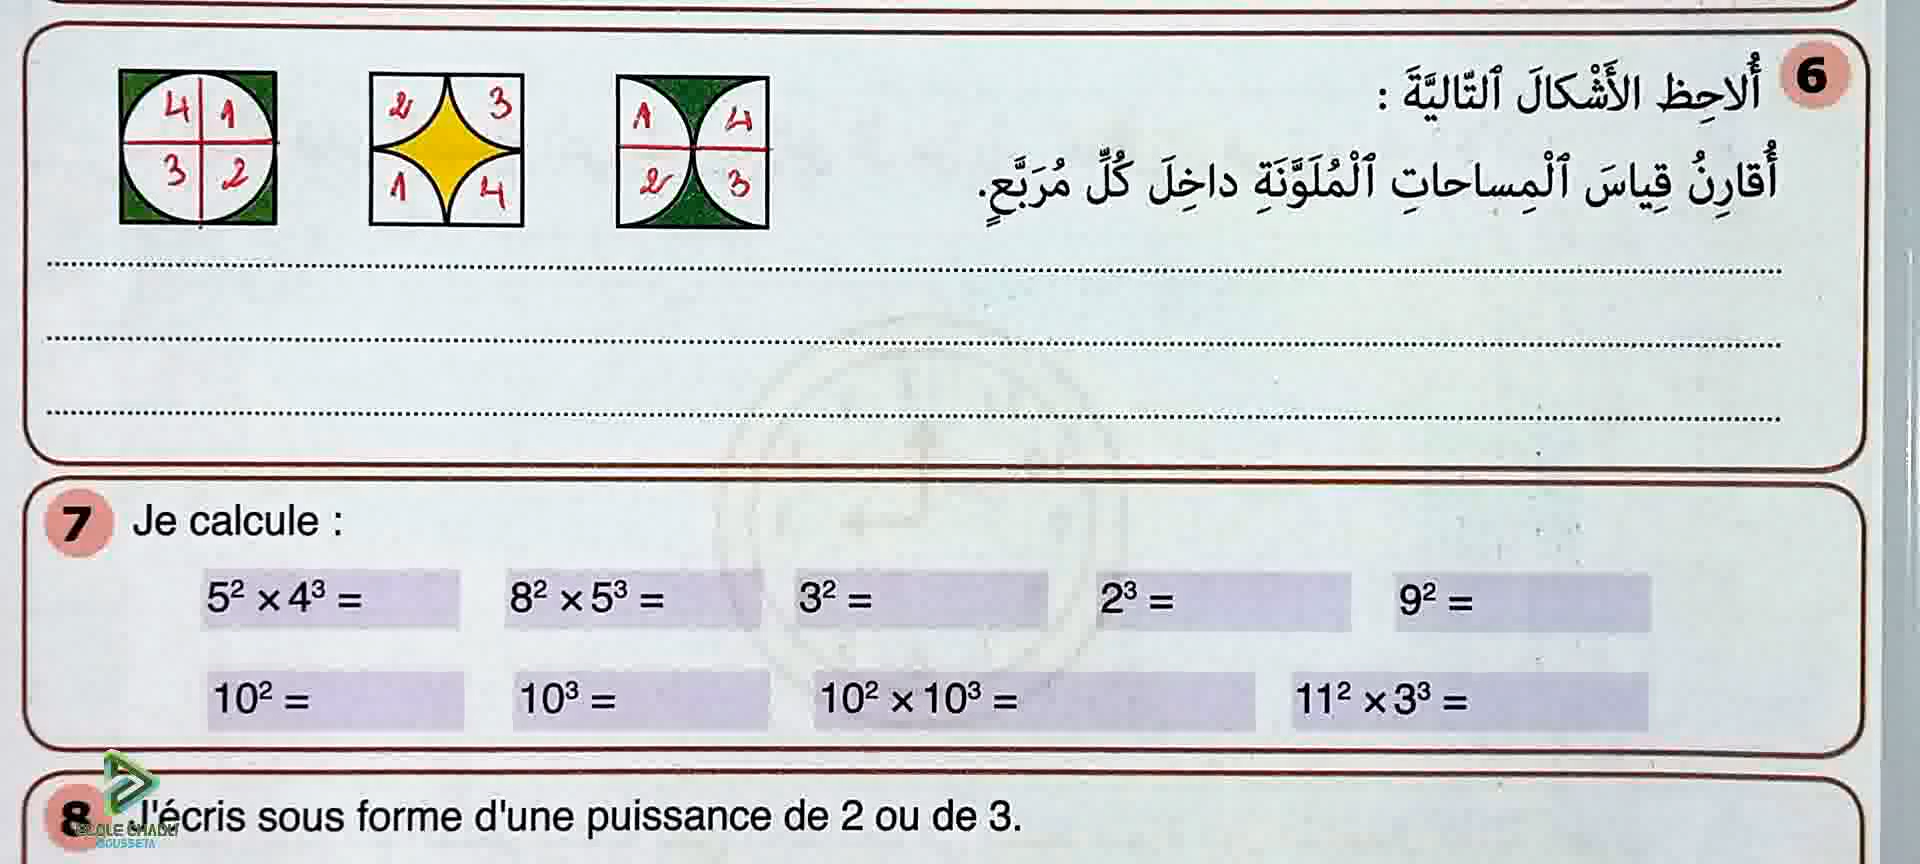 6 أُلاحِظ الأَشْكالَ ٱلتّاليَّةَ :
أُقارِنُ قِياسَ ٱلْمِساحاتِ ٱلْمُلَوَّنَةِ داخِلَ كُلِّ مُرَبَّعٍ.
4 1 2 3 1 4
3 2 1 4 2 3
7 Je calcule :
5² × 4³ = 8² × 5³ = 3² = 2³ = 9² =
10² = 10³ = 10² × 10³ = 11² × 3³ =
8 J'écris sous forme d'une puissance de 2 ou de 3.